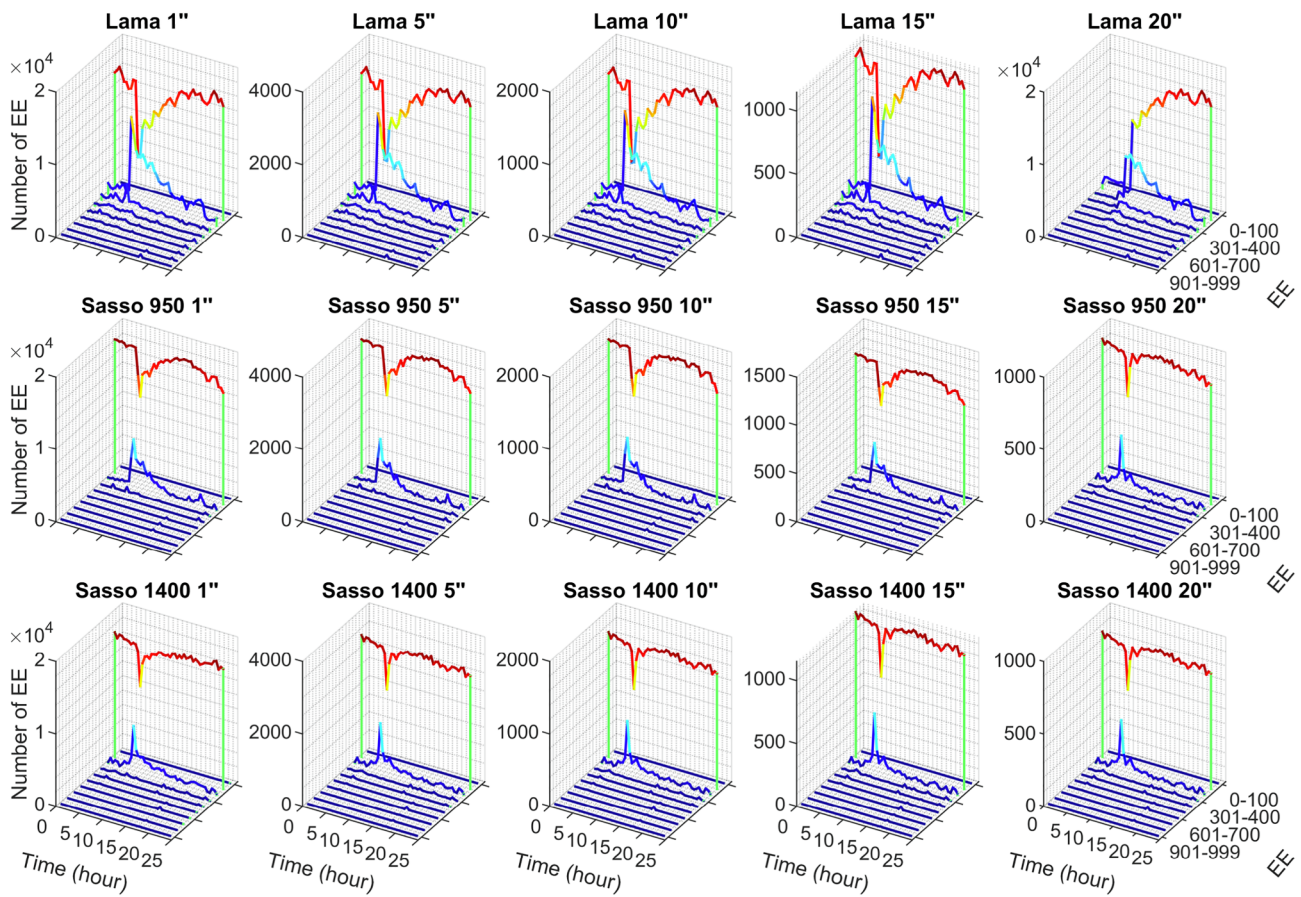 Lama 1" Lama 5" Lama 10" Lama 15" Lama 20"
×10⁴ ×10⁴
2 4000 2000 1000 2
Number of EE
1 2000 1000 500 1
0 0 0 0 0
0-100
301-400
601-700
901-999
EE
Sasso 950 1" Sasso 950 5" Sasso 950 10" Sasso 950 15" Sasso 950 20"
×10⁴
2 4000 2000 1500 1000
Number of EE
1 2000 1000 1000 500
500
0 0 0 0 0
0-100
301-400
601-700
901-999
EE
Sasso 1400 1" Sasso 1400 5" Sasso 1400 10" Sasso 1400 15" Sasso 1400 20"
×10⁴
2 4000 2000 1000 1000
Number of EE
1 2000 1000 500 500
0 0 0 0 0
0-100
301-400
601-700
901-999
EE
0 5 10 15 20 25 0 5 10 15 20 25 0 5 10 15 20 25 0 5 10 15 20 25 0 5 10 15 20 25
Time (hour) Time (hour) Time (hour) Time (hour) Time (hour)